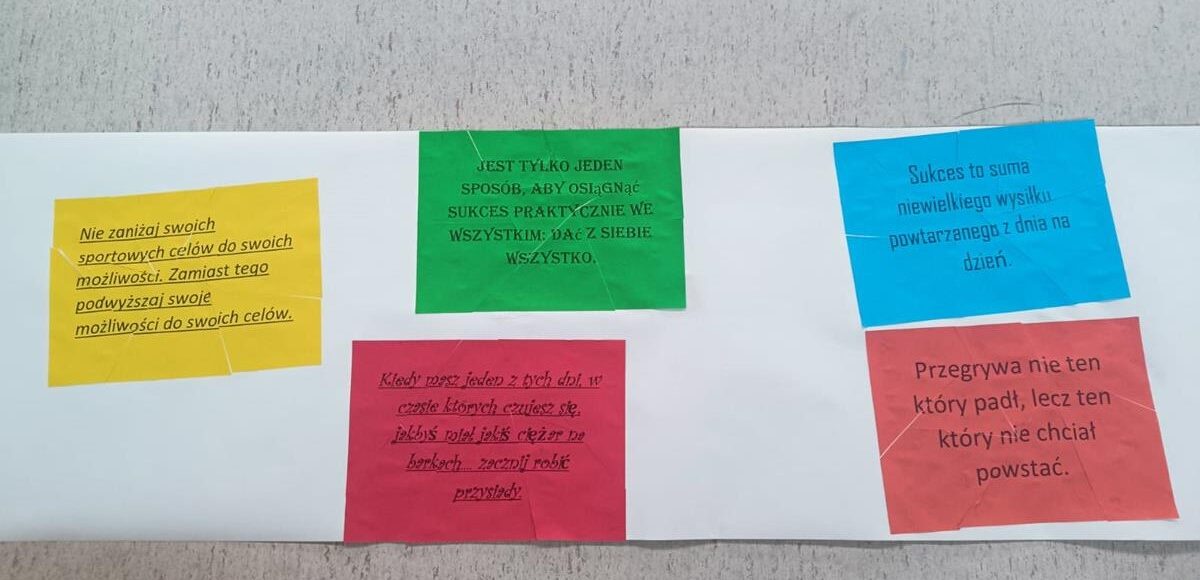 Nie zaniżaj swoich
sportowych celów do swoich
możliwości. Zamiast tego
podwyższaj swoje
możliwości do swoich celów.
JEST TYLKO JEDEN
SPOSÓB, ABY OSIągnąć
SUKCES PRAKTYCZNIE WE
WSZYSTKIM: DAć Z SIEBIE
WSZYSTKO.
Kiedy masz jeden z tych dni, w
czasie których czujesz się,
jakbyś miał jakiś ciężar na
barkach... zacznij robić
przysiady.
Sukces to suma
niewielkiego wysiłku
powtarzanego z dnia na
dzień.
Przegrywa nie ten
który padł, lecz ten
który nie chciał
powstać.